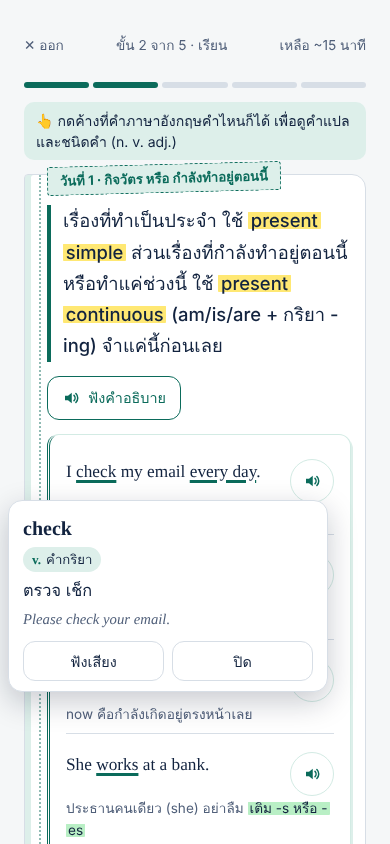 ✕ ออก
ขั้น 2 จาก 5 · เรียน
เหลือ ~15 นาที
👆 กดค้างที่คำภาษาอังกฤษคำไหนก็ได้ เพื่อดูคำแปล
และชนิดคำ (n. v. adj.)
วันที่ 1 · กิจวัตร หรือ กำลังทำอยู่ตอนนี้
เรื่องที่ทำเป็นประจำ ใช้ present
simple ส่วนเรื่องที่กำลังทำอยู่ตอนนี้
หรือทำแค่ช่วงนี้ ใช้ present
continuous (am/is/are + กริยา -
ing) จำแค่นี้ก่อนเลย
ฟังคำอธิบาย
I check my email every day.
check
v. คำกริยา
ตรวจ เช็ก
Please check your email.
ฟังเสียง
ปิด
now คือกำลังเกิดอยู่ตรงหน้าเลย
She works at a bank.
ประธานคนเดียว (she) อย่าลืม เติม -s หรือ -
es